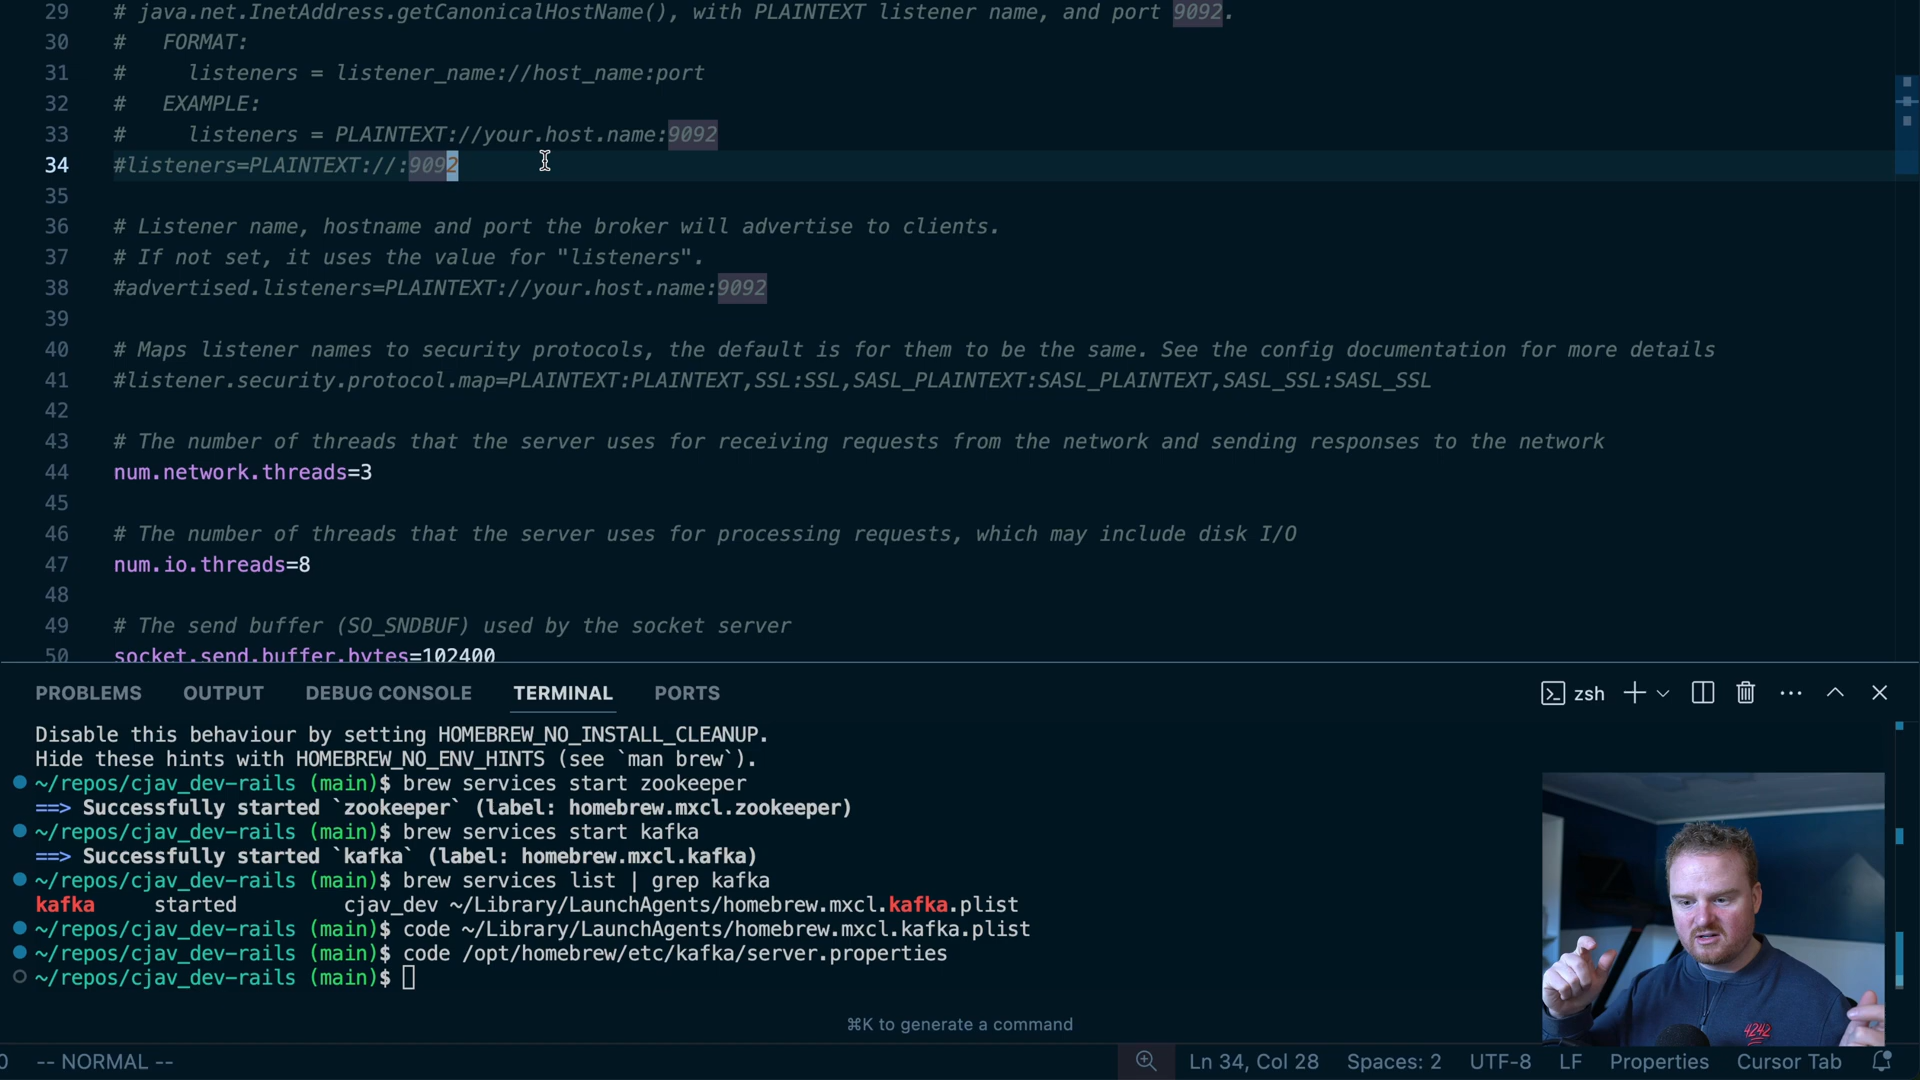 29 # java.net.InetAddress.getCanonicalHostName(), with PLAINTEXT listener name, and port 9092.
30 #   FORMAT:
31 #     listeners = listener_name://host_name:port
32 #   EXAMPLE:
33 #     listeners = PLAINTEXT://your.host.name:9092
34 #listeners=PLAINTEXT://:9092
35
36 # Listener name, hostname and port the broker will advertise to clients.
37 # If not set, it uses the value for "listeners".
38 #advertised.listeners=PLAINTEXT://your.host.name:9092
39
40 # Maps listener names to security protocols, the default is for them to be the same. See the config documentation for more details
41 #listener.security.protocol.map=PLAINTEXT:PLAINTEXT,SSL:SSL,SASL_PLAINTEXT:SASL_PLAINTEXT,SASL_SSL:SASL_SSL
42
43 # The number of threads that the server uses for receiving requests from the network and sending responses to the network
44 num.network.threads=3
45
46 # The number of threads that the server uses for processing requests, which may include disk I/O
47 num.io.threads=8
48
49 # The send buffer (SO_SNDBUF) used by the socket server
50 socket.send.buffer.bytes=102400
PROBLEMS OUTPUT DEBUG CONSOLE TERMINAL PORTS zsh
Disable this behaviour by setting HOMEBREW_NO_INSTALL_CLEANUP.
Hide these hints with HOMEBREW_NO_ENV_HINTS (see `man brew`).
~/repos/cjav_dev-rails (main)$ brew services start zookeeper
==> Successfully started `zookeeper` (label: homebrew.mxcl.zookeeper)
~/repos/cjav_dev-rails (main)$ brew services start kafka
==> Successfully started `kafka` (label: homebrew.mxcl.kafka)
~/repos/cjav_dev-rails (main)$ brew services list | grep kafka
kafka     started         cjav_dev ~/Library/LaunchAgents/homebrew.mxcl.kafka.plist
~/repos/cjav_dev-rails (main)$ code ~/Library/LaunchAgents/homebrew.mxcl.kafka.plist
~/repos/cjav_dev-rails (main)$ code /opt/homebrew/etc/kafka/server.properties
~/repos/cjav_dev-rails (main)$
⌘K to generate a command
4242
0 -- NORMAL -- Ln 34, Col 28 Spaces: 2 UTF-8 LF Properties Cursor Tab